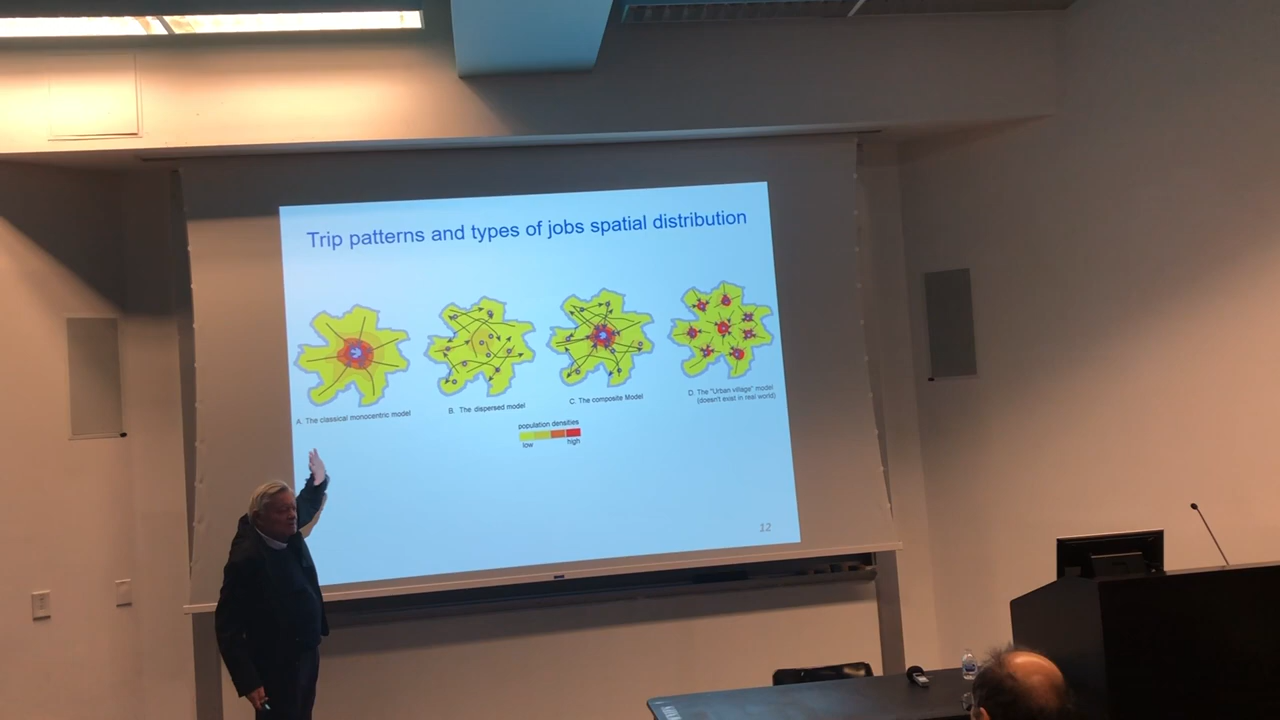 Trip patterns and types of jobs spatial distribution
A. The classical monocentric model
B. The dispersed model
C. The composite Model
D. The "Urban village" model
(doesn't exist in real world)
population densities
low high
12